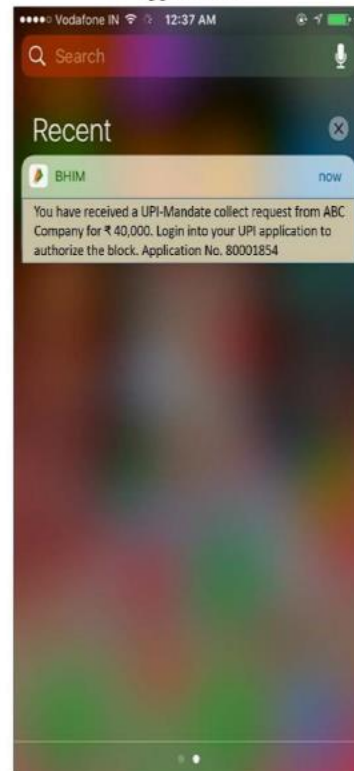 Vodafone IN 12:37 AM
Search
Recent
BHIM now
You have received a UPI-Mandate collect request from ABC
Company for ₹ 40,000. Login into your UPI application to
authorize the block. Application No. 80001854